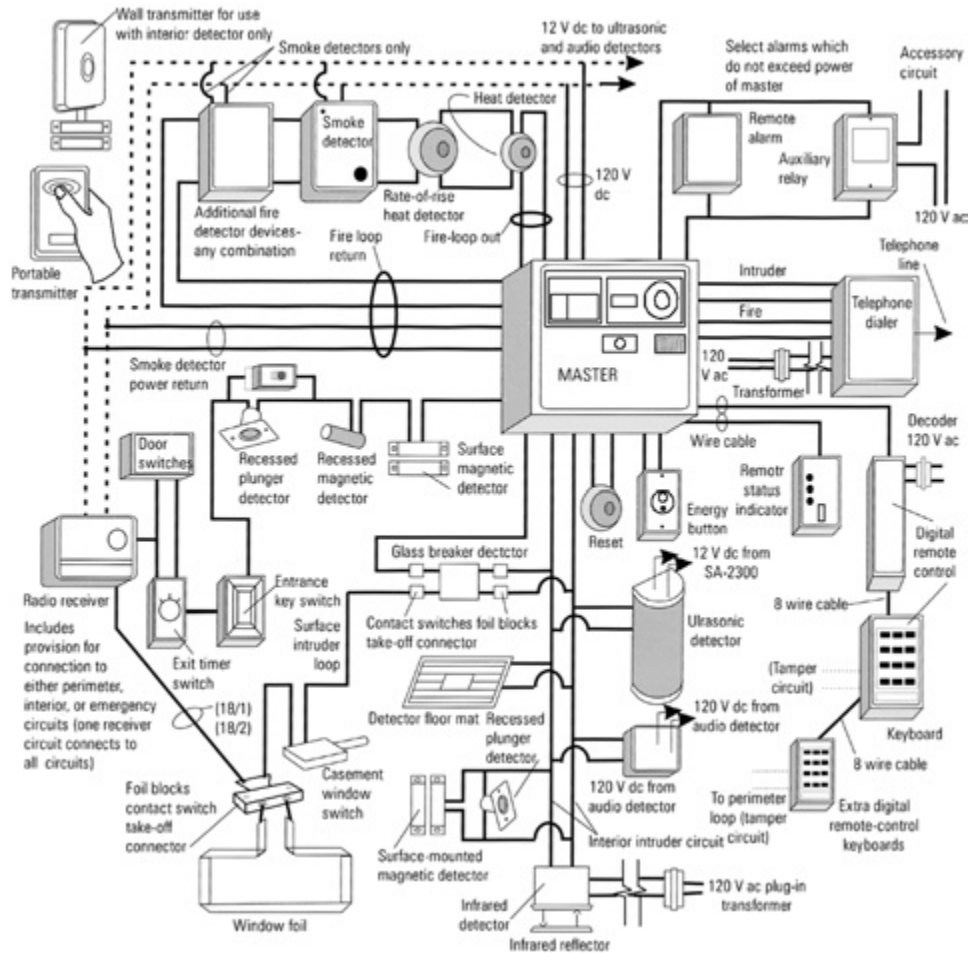 Wall transmitter for use
with interior detector only
Smoke detectors only
12 V dc to ultrasonic
and audio detectors
Select alarms which
do not exceed power
of master
Accessory
circuit
Heat detector
Smoke
detector
Remote
alarm
Auxiliary
relay
120 V
dc
120 V ac
Rate-of-rise
heat detector
Additional fire
detector devices-
any combination
Fire loop
return
Fire-loop out
Portable
transmitter
Telephone
line
Intruder
Fire
Telephone
dialer
Smoke detector
power return
MASTER
120
V ac
Transformer
Wire cable
Decoder
120 V ac
Door
switches
Recessed
plunger
detector
Recessed
magnetic
detector
Surface
magnetic
detector
Reset
Energy
button
Remotr
status
indicator
Digital
remote
control
Glass breaker dectctor
12 V dc from
SA-2300
Radio receiver
Entrance
key switch
Contact switches foil blocks
take-off connector
Ulrasonic
detector
8 wire cable
Includes
provision for
connection to
either perimeter,
interior, or emergency
circuits (one receiver
circuit connects to
all circuits)
Exit timer
switch
Surface
intruder
loop
(Tamper
circuit)
(18/1)
(18/2)
Detector floor mat
Recessed
plunger
detector
120 V dc from
audio detector
Keyboard
8 wire cable
Casement
window
switch
120 V dc from
audio detector
Foil blocks
contact switch
take-off
connector
To perimeter
loop (tamper
circuit)
Extra digital
remote-control
keyboards
Interior intruder circuit
Surface-mounted
magnetic detector
Infrared
detector
120 V ac plug-in
transformer
Window foil
Infrared reflector